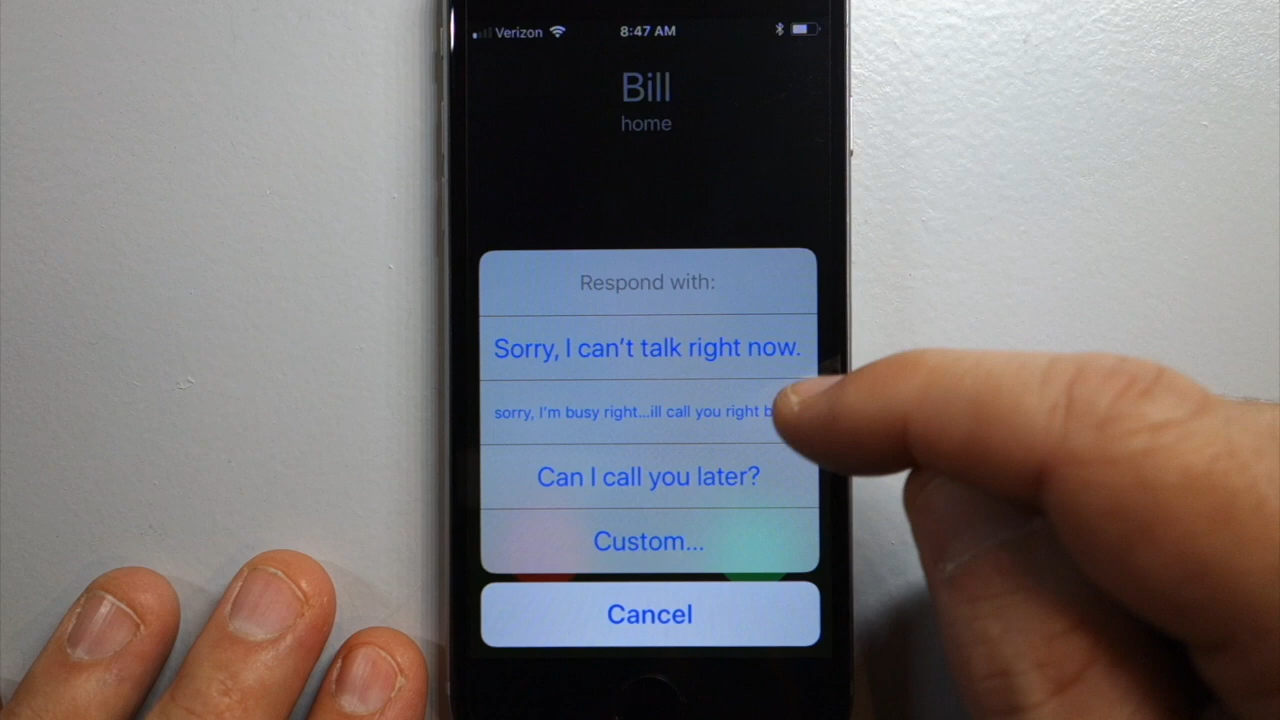 Verizon 8:47 AM
Bill
home
Respond with:
Sorry, I can’t talk right now.
sorry, I'm busy right...ill call you right
Can I call you later?
Custom...
Cancel